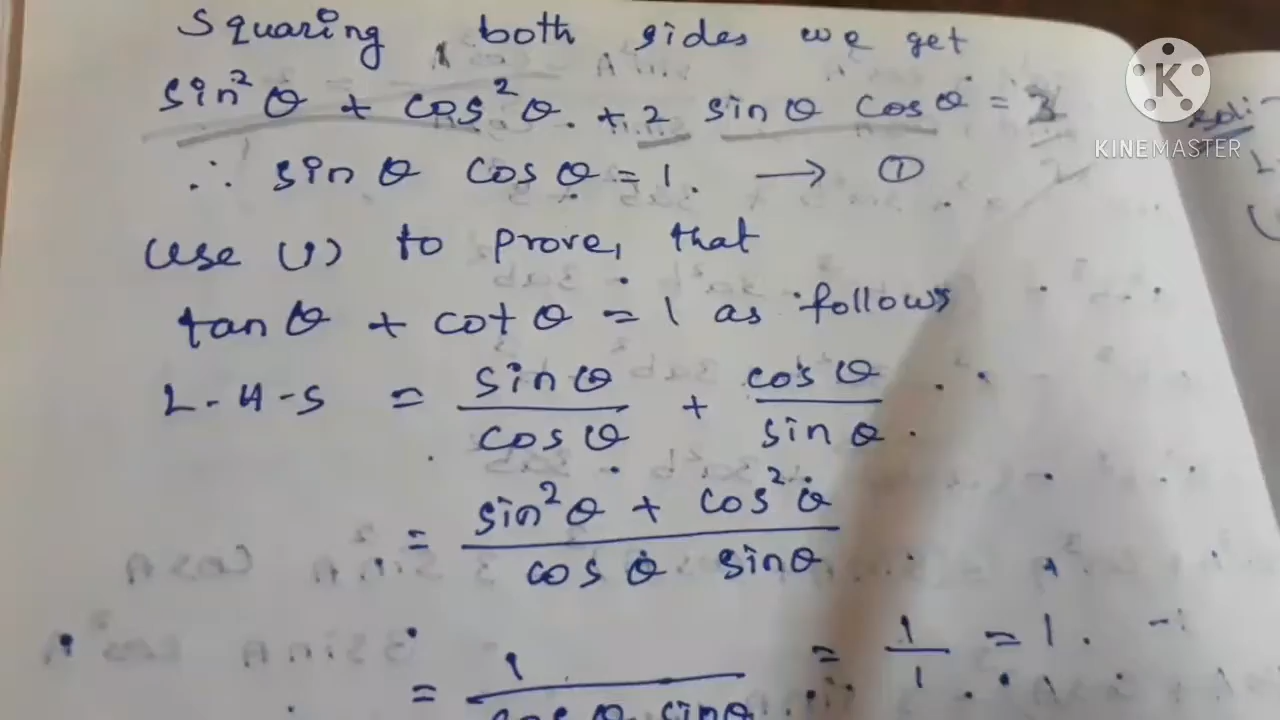 Squaring both sides we get
sin²θ + cos²θ. + 2 sinθ cosθ = 3
∴ sinθ cosθ = 1. → ①
Use (1) to prove, that
tanθ + cotθ = 1 as follows
L-H-S = sinθ/cosθ + cosθ/sinθ.
= sin²θ + cos²θ / cosθ sinθ
= 1/cosθ sinθ = 1/1 = 1.
K
KINEMASTER
Sol: